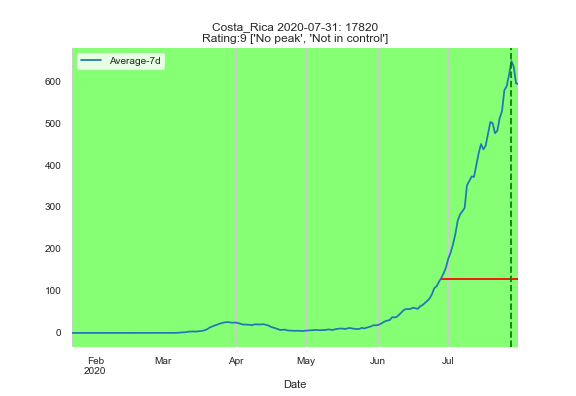 Costa_Rica 2020-07-31: 17820
Rating:9 ['No peak', 'Not in control']
Average-7d
600
500
400
300
200
100
0
Feb Mar Apr May Jun Jul
2020
Date